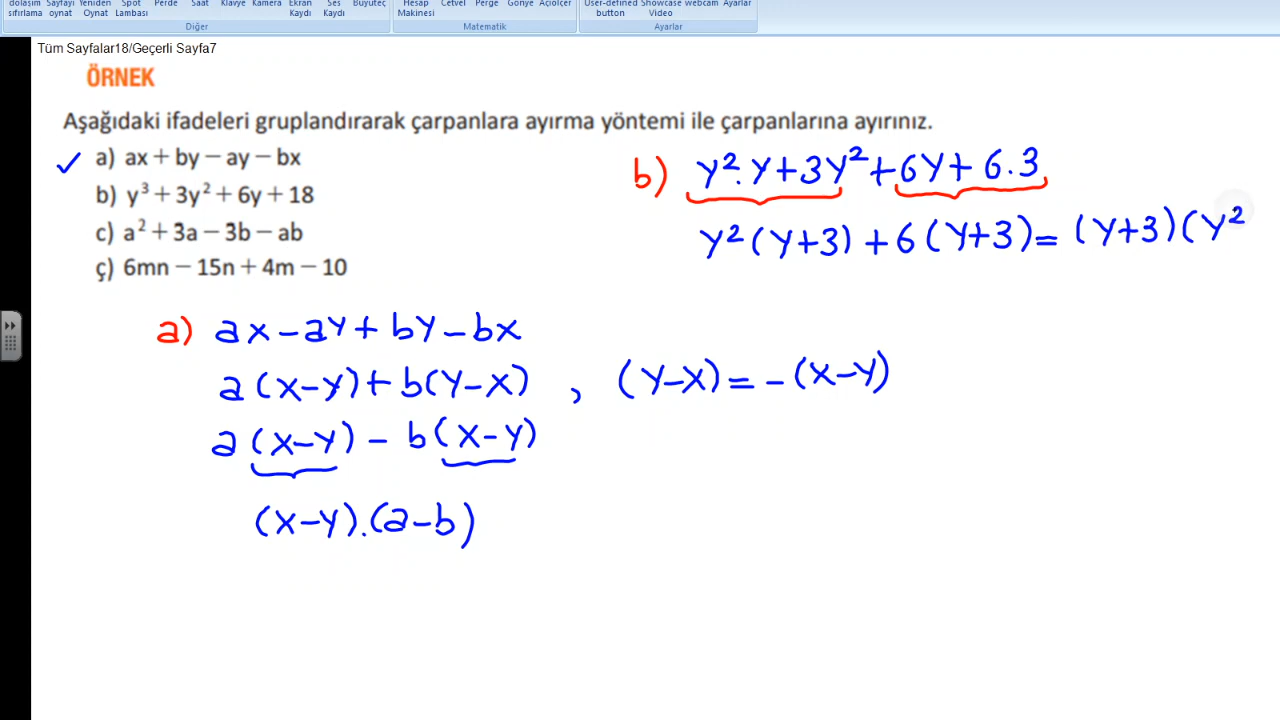 dolaşım Sayfayı Yeniden Spot Perde Saat Klavye Kamera Ekran Ses Büyüteç
sıfırlama oynat Oynat Lambası Kaydı Kaydı
Hesap Cetvel Perge Gönye Açıölçer
Makinesi
User-defined Showcase webcam Ayarlar
button Video
Diğer
Matematik
Ayarlar
Tüm Sayfalar18/Geçerli Sayfa7
ÖRNEK
Aşağıdaki ifadeleri gruplandırarak çarpanlara ayırma yöntemi ile çarpanlarına ayırınız.
✓ a) ax + by − ay − bx
b) y³ + 3y² + 6y + 18
c) a² + 3a − 3b − ab
ç) 6mn − 15n + 4m − 10
b) y².y+3y²+6y+6.3
y²(y+3)+6(y+3)=(y+3)(y²
a) ax−ay+by−bx
a(x−y)+b(y−x) , (y−x)=−(x−y)
a(x−y)−b(x−y)
(x−y).(a−b)